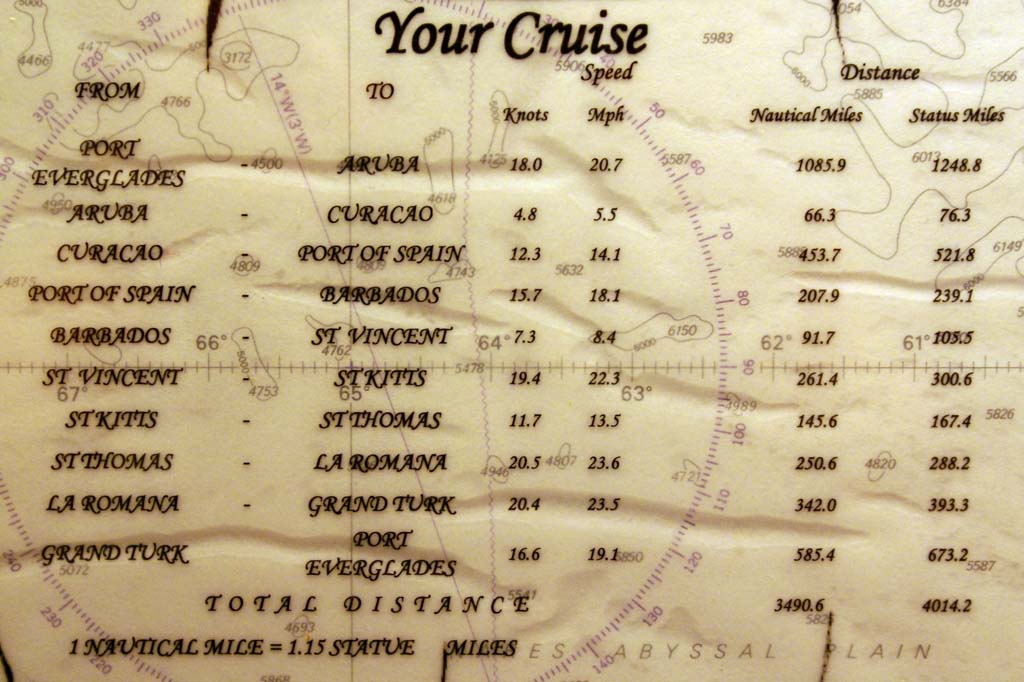 Your Cruise
Speed Distance
FROM TO
Knots Mph Nautical Miles Status Miles
PORT EVERGLADES - ARUBA 18.0 20.7 1085.9 1248.8
ARUBA - CURACAO 4.8 5.5 66.3 76.3
CURACAO - PORT OF SPAIN 12.3 14.1 453.7 521.8
PORT OF SPAIN - BARBADOS 15.7 18.1 207.9 239.1
BARBADOS - ST VINCENT 7.3 8.4 91.7 105.5
ST VINCENT - ST KITTS 19.4 22.3 261.4 300.6
ST KITTS - ST THOMAS 11.7 13.5 145.6 167.4
ST THOMAS - LA ROMANA 20.5 23.6 250.6 288.2
LA ROMANA - GRAND TURK 20.4 23.5 342.0 393.3
GRAND TURK PORT EVERGLADES 16.6 19.1 585.4 673.2
TOTAL DISTANCE 3490.6 4014.2
1 NAUTICAL MILE = 1.15 STATUE MILES
ES ABYSSAL PLAIN